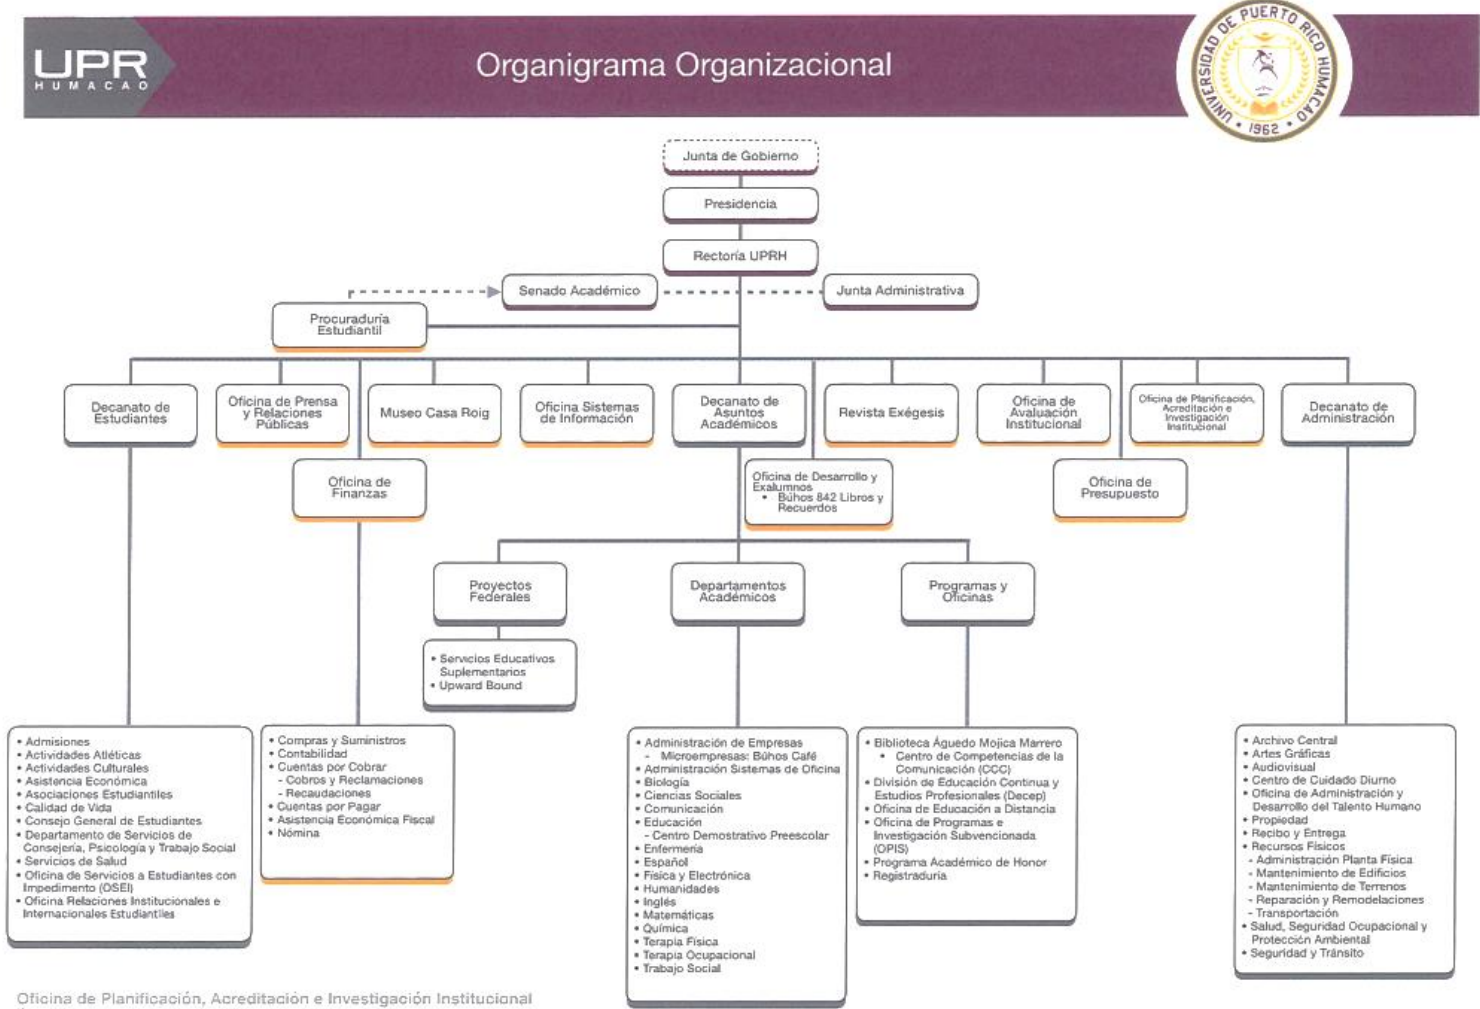 UPR
HUMACAO
Organigrama Organizacional
UNIVERSIDAD DE PUERTO RICO HUMACAO
• 1962 •
Junta de Gobierno
Presidencia
Rectoría UPRH
Senado Académico
Junta Administrativa
Procuraduría
Estudiantil
Decanato de
Estudiantes
Oficina de Prensa
y Relaciones
Públicas
Museo Casa Roig
Oficina Sistemas
de Información
Decanato de
Asuntos
Académicos
Revista Exégesis
Oficina de
Avaluación
Institucional
Oficina de Planificación,
Acreditación e
Investigación
Institucional
Decanato de
Administración
Oficina de
Finanzas
Oficina de Desarrollo y
Exalumnos
• Búhos 842 Libros y
Recuerdos
Oficina de
Presupuesto
Proyectos
Federales
Departamentos
Académicos
Programas y
Oficinas
• Servicios Educativos
Suplementarios
• Upward Bound
• Admisiones
• Actividades Atléticas
• Actividades Culturales
• Asistencia Económica
• Asociaciones Estudiantiles
• Calidad de Vida
• Consejo General de Estudiantes
• Departamento de Servicios de
Consejería, Psicología y Trabajo Social
• Servicios de Salud
• Oficina de Servicios a Estudiantes con
Impedimento (OSEI)
• Oficina Relaciones Institucionales e
Internacionales Estudiantiles
• Compras y Suministros
• Contabilidad
• Cuentas por Cobrar
- Cobros y Reclamaciones
- Recaudaciones
• Cuentas por Pagar
• Asistencia Económica Fiscal
• Nómina
• Administración de Empresas
- Microempresas: Búhos Café
• Administración Sistemas de Oficina
• Biología
• Ciencias Sociales
• Comunicación
• Educación
- Centro Demostrativo Preescolar
• Enfermería
• Español
• Física y Electrónica
• Humanidades
• Inglés
• Matemáticas
• Química
• Terapia Física
• Terapia Ocupacional
• Trabajo Social
• Biblioteca Águedo Mojica Marrero
• Centro de Competencias de la
Comunicación (CCC)
• División de Educación Continua y
Estudios Profesionales (Decep)
• Oficina de Educación a Distancia
• Oficina de Programas e
Investigación Subvencionada
(OPIS)
• Programa Académico de Honor
• Registraduría
• Archivo Central
• Artes Gráficas
• Audiovisual
• Centro de Cuidado Diurno
• Oficina de Administración y
Desarrollo del Talento Humano
• Propiedad
• Recibo y Entrega
• Recursos Físicos
- Administración Planta Física
- Mantenimiento de Edificios
- Mantenimiento de Terrenos
- Reparación y Remodelaciones
- Transportación
• Salud, Seguridad Ocupacional y
Protección Ambiental
• Seguridad y Tránsito
Oficina de Planificación, Acreditación e Investigación Institucional